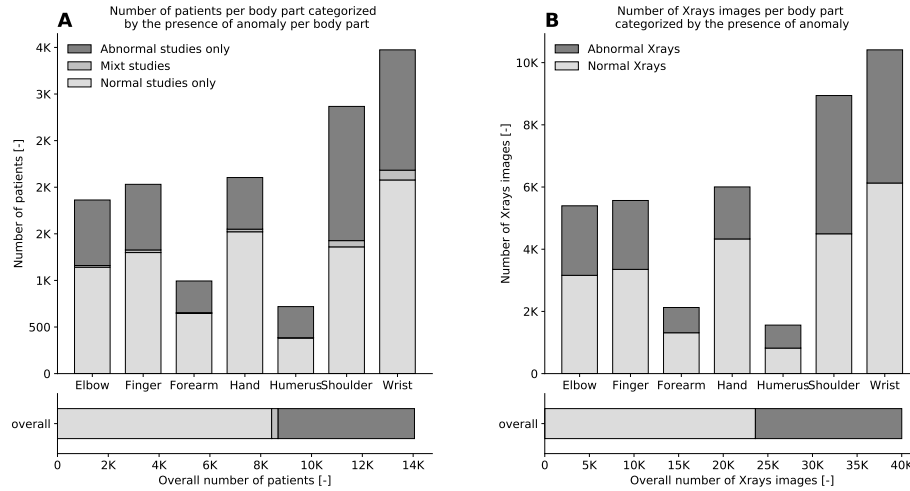 A
Number of patients per body part categorized
by the presence of anomaly per body part
Abnormal studies only
Mixt studies
Normal studies only
Number of patients [-]
4K
3K
2K
2K
2K
1K
500
0
Elbow Finger Forearm Hand Humerus Shoulder Wrist
overall
0 2K 4K 6K 8K 10K 12K 14K
Overall number of patients [-]
B
Number of Xrays images per body part
categorized by the presence of anomaly
Abnormal Xrays
Normal Xrays
Number of Xrays images [-]
10K
8K
6K
4K
2K
0
Elbow Finger Forearm Hand Humerus Shoulder Wrist
overall
0 5K 10K 15K 20K 25K 30K 35K 40K
Overall number of Xrays images [-]